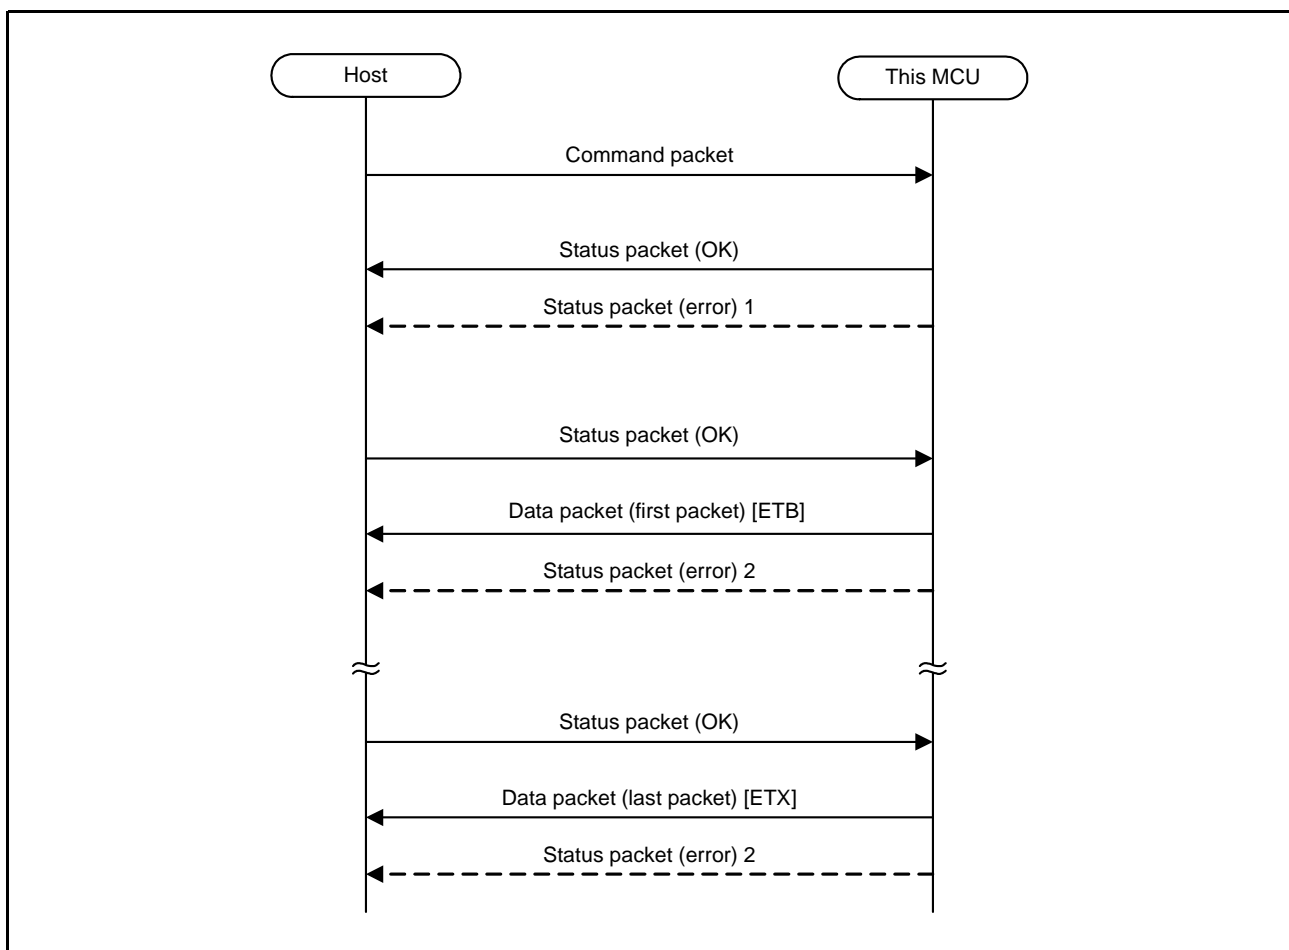 Host
This MCU
Command packet
Status packet (OK)
Status packet (error) 1
Status packet (OK)
Data packet (first packet) [ETB]
Status packet (error) 2
Status packet (OK)
Data packet (last packet) [ETX]
Status packet (error) 2